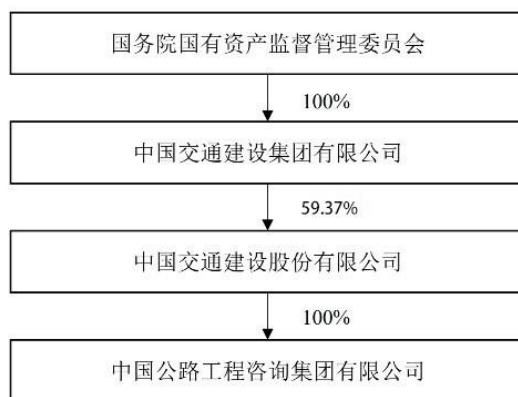 国务院国有资产监督管理委员会
100%
中国交通建设集团有限公司
59.37%
中国交通建设股份有限公司
100%
中国公路工程咨询集团有限公司